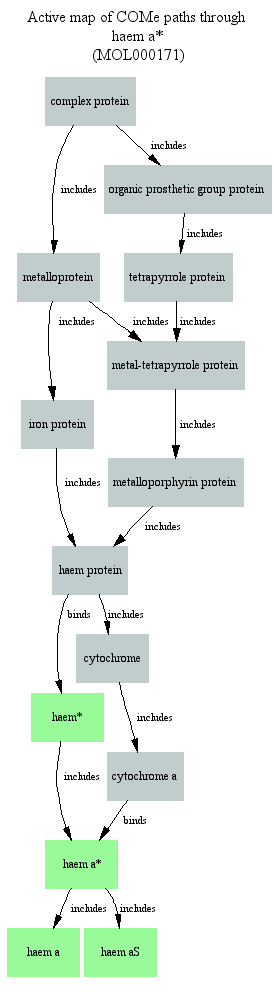 Active map of COMe paths through
haem a*
(MOL000171)
complex protein
includes
includes
organic prosthetic group protein
includes
metalloprotein
tetrapyrrole protein
includes
includes
includes
metal-tetrapyrrole protein
iron protein
includes
includes
metalloporphyrin protein
includes
haem protein
binds
includes
cytochrome
haem*
includes
includes
cytochrome a
binds
haem a*
includes
includes
haem a
haem aS